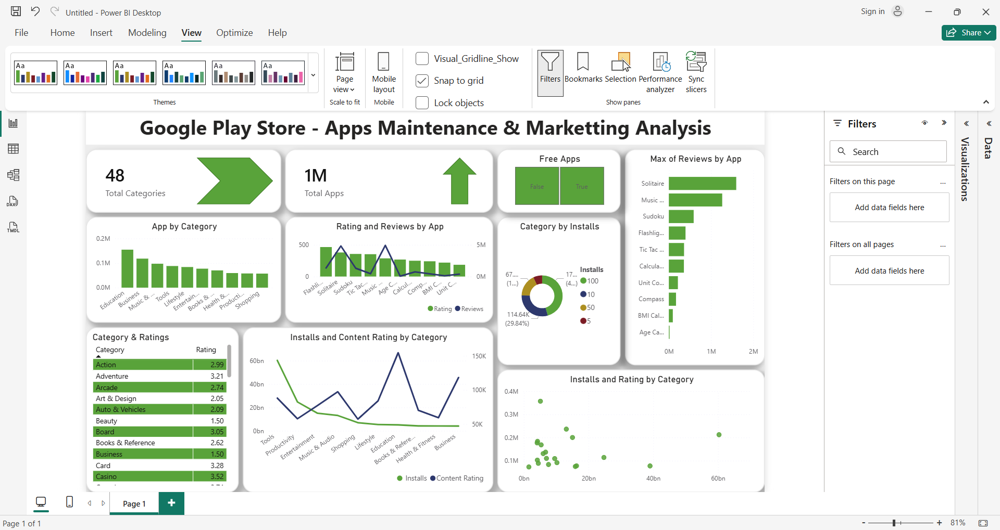 Untitled - Power BI Desktop
Sign in
File
Home
Insert
Modeling
View
Optimize
Help
Share
Aa
Aa
Aa
Aa
Aa
Aa
Themes
Page
view
Scale to fit
Mobile
layout
Mobile
Visual_Gridline_Show
Snap to grid
Lock objects
Filters
Bookmarks
Selection
Performance
analyzer
Sync
slicers
Show panes
DAX
TMDL
Google Play Store - Apps Maintenance & Marketting Analysis
48
Total Categories
1M
Total Apps
Free Apps
False
True
Max of Reviews by App
Solitaire
Music ...
Sudoku
Flashlig...
Tic Tac ...
Calcula...
Unit Co...
Compass
BMI Cal...
Age Ca...
0M
1M
2M
App by Category
0.2M
0.1M
0.0M
Education
Business
Music & ...
Tools
Lifestyle
Entertain...
Books & ...
Health &...
Producti...
Shopping
Rating and Reviews by App
500
0
5M
0M
Flashli...
Solitaire
Sudoku
Tic Tac...
Music ...
Age C...
Calcul...
Comp...
BMI C...
Unit C...
Rating
Reviews
Category by Installs
67....
(1...)
17...
(4...)
114.64K
(29.84%)
Installs
100
10
50
5
Category & Ratings
Category Rating
Action 2.99
Adventure 3.21
Arcade 2.74
Art & Design 2.05
Auto & Vehicles 2.09
Beauty 1.50
Board 3.05
Books & Reference 2.62
Business 1.50
Card 3.28
Casino 3.52
Installs and Content Rating by Category
60bn
40bn
20bn
0bn
150K
100K
50K
Tools
Productivity
Entertainment
Music & Audio
Shopping
Lifestyle
Education
Books & Refere...
Health & Fitness
Business
Installs
Content Rating
Installs and Rating by Category
0.4M
0.3M
0.2M
0.1M
0bn
20bn
40bn
60bn
Filters
Search
Filters on this page
...
Add data fields here
Filters on all pages
...
Add data fields here
Visualizations
Data
Page 1
Page 1 of 1
81%